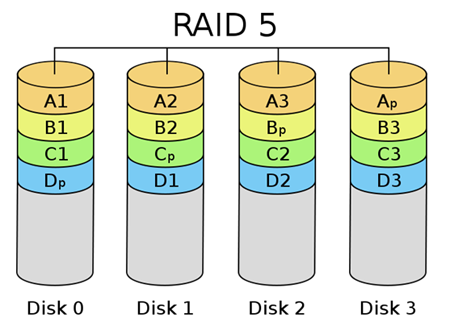 RAID 5
A1 A2 A3 Ap
B1 B2 Bp B3
C1 Cp C2 C3
Dp D1 D2 D3
Disk 0 Disk 1 Disk 2 Disk 3